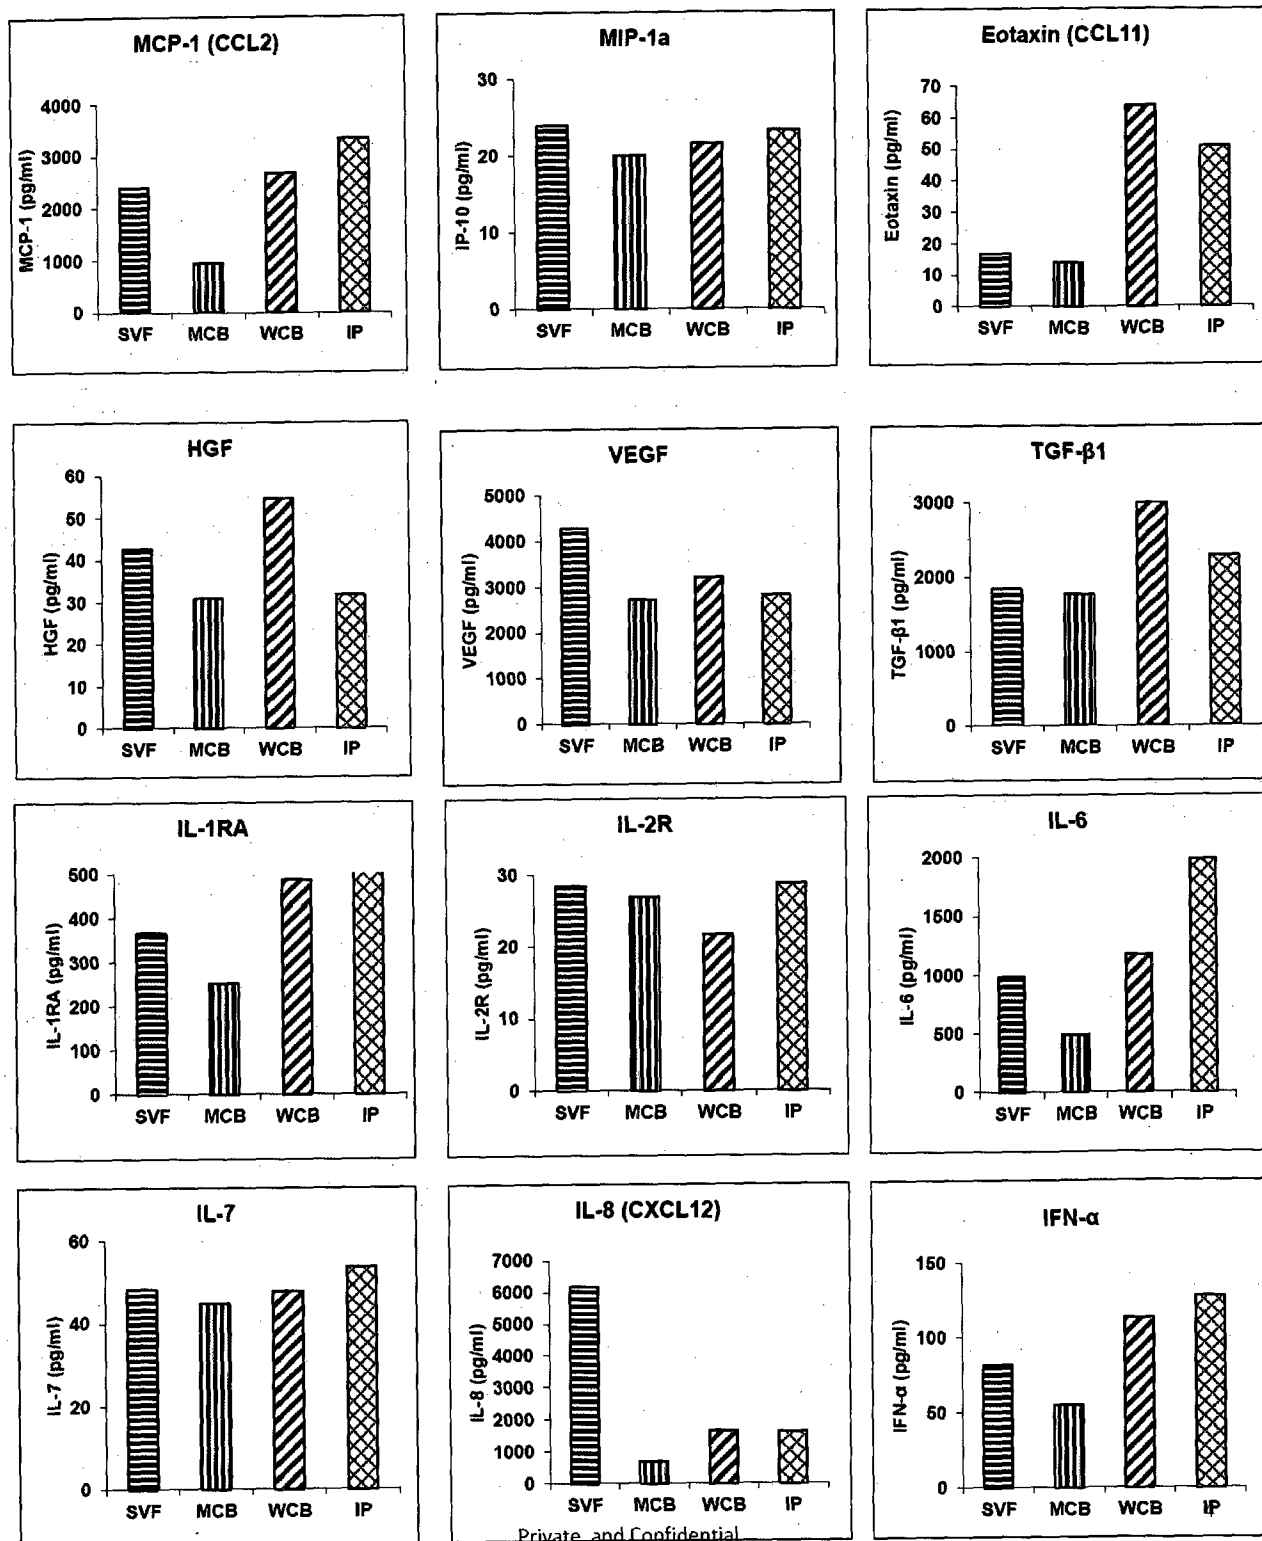 MCP-1 (CCL2)
MCP-1 (pg/ml)
4000
3000
2000
1000
0
SVF MCB WCB IP
MIP-1a
IP-10 (pg/ml)
30
20
10
0
SVF MCB WCB IP
Eotaxin (CCL11)
Eotaxin (pg/ml)
70
60
50
40
30
20
10
0
SVF MCB WCB IP
HGF
HGF (pg/ml)
60
50
40
30
20
10
0
SVF MCB WCB IP
VEGF
VEGF (pg/ml)
5000
4000
3000
2000
1000
0
SVF MCB WCB IP
TGF-β1
TGF-β1 (pg/ml)
3000
2000
1000
0
SVF MCB WCB IP
IL-1RA
IL-1RA (pg/ml)
500
400
300
200
100
0
SVF MCB WCB IP
IL-2R
IL-2R (pg/ml)
30
20
10
0
SVF MCB WCB IP
IL-6
IL-6 (pg/ml)
2000
1500
1000
500
0
SVF MCB WCB IP
IL-7
IL-7 (pg/ml)
60
40
20
0
SVF MCB WCB IP
IL-8 (CXCL12)
IL-8 (pg/ml)
7000
6000
5000
4000
3000
2000
1000
0
SVF MCB WCB IP
IFN-α
IFN-α (pg/ml)
150
100
50
0
SVF MCB WCB IP
Private and Confidential